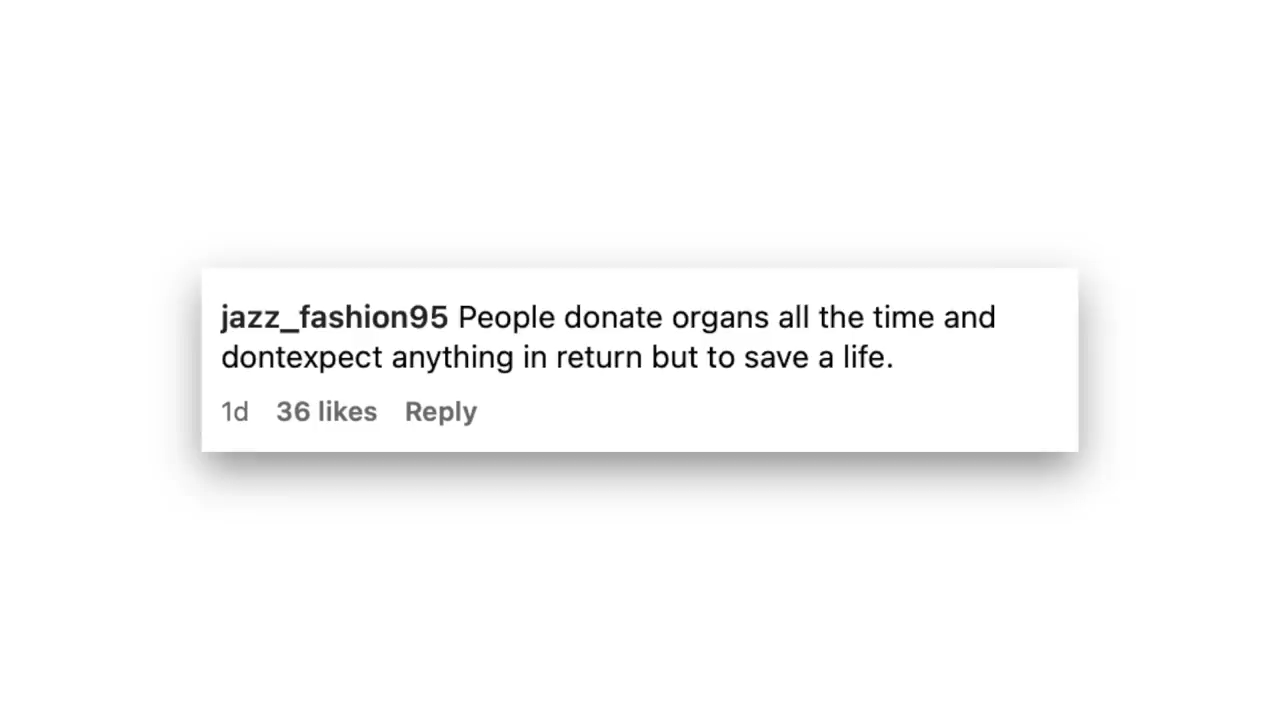 jazz_fashion95 People donate organs all the time and
dontexpect anything in return but to save a life.
1d 36 likes Reply